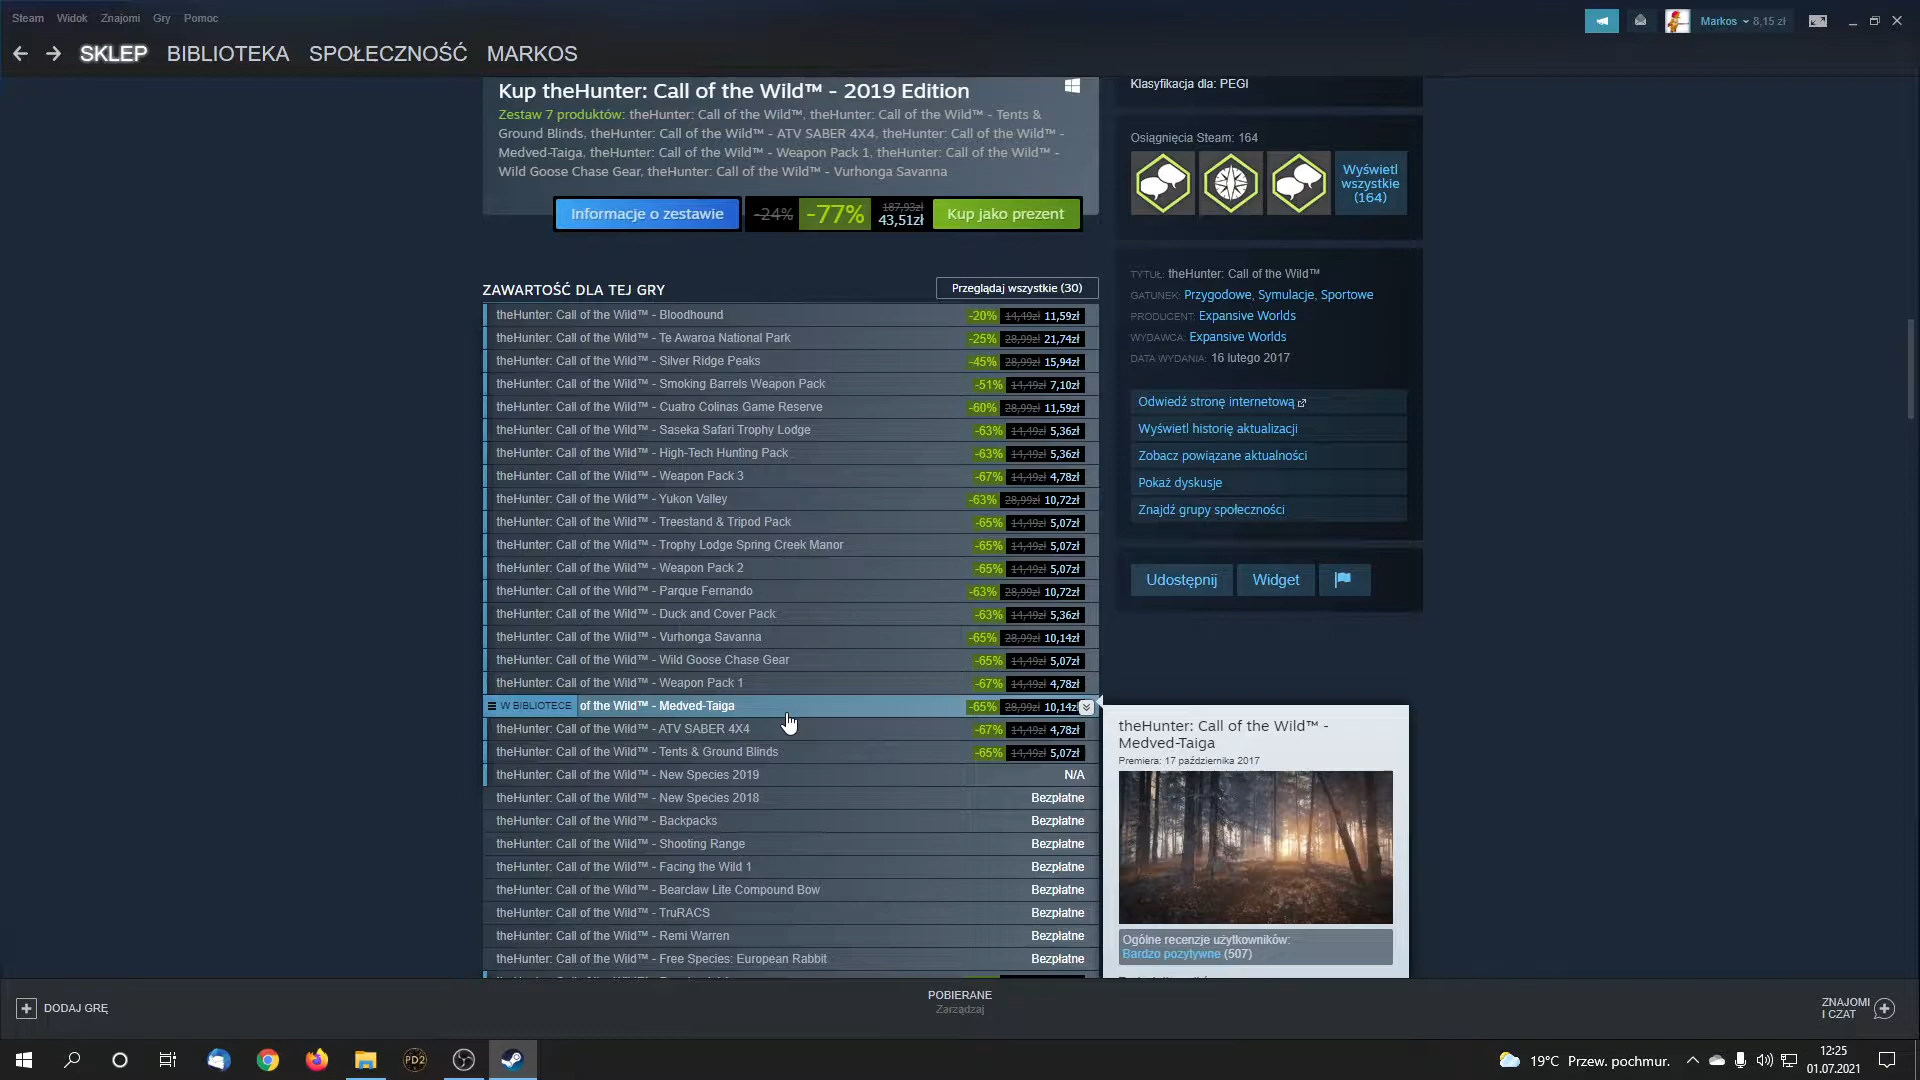 Steam Widok Znajomi Gry Pomoc
Markos 8,15 zł
SKLEP BIBLIOTEKA SPOŁECZNOŚĆ MARKOS
Kup theHunter: Call of the Wild™ - 2019 Edition
Zestaw 7 produktów: theHunter: Call of the Wild™, theHunter: Call of the Wild™ - Tents &
Ground Blinds, theHunter: Call of the Wild™ - ATV SABER 4X4, theHunter: Call of the Wild™ -
Medved-Taiga, theHunter: Call of the Wild™ - Weapon Pack 1, theHunter: Call of the Wild™ -
Wild Goose Chase Gear, theHunter: Call of the Wild™ - Vurhonga Savanna
Informacje o zestawie -24% -77% 187,93zł 43,51zł Kup jako prezent
ZAWARTOŚĆ DLA TEJ GRY Przeglądaj wszystkie (30)
theHunter: Call of the Wild™ - Bloodhound -20% 14,49zł 11,59zł
theHunter: Call of the Wild™ - Te Awaroa National Park -25% 28,99zł 21,74zł
theHunter: Call of the Wild™ - Silver Ridge Peaks -45% 28,99zł 15,94zł
theHunter: Call of the Wild™ - Smoking Barrels Weapon Pack -51% 14,49zł 7,10zł
theHunter: Call of the Wild™ - Cuatro Colinas Game Reserve -60% 28,99zł 11,59zł
theHunter: Call of the Wild™ - Saseka Safari Trophy Lodge -63% 14,49zł 5,36zł
theHunter: Call of the Wild™ - High-Tech Hunting Pack -63% 14,49zł 5,36zł
theHunter: Call of the Wild™ - Weapon Pack 3 -67% 14,49zł 4,78zł
theHunter: Call of the Wild™ - Yukon Valley -63% 28,99zł 10,72zł
theHunter: Call of the Wild™ - Treestand & Tripod Pack -65% 14,49zł 5,07zł
theHunter: Call of the Wild™ - Trophy Lodge Spring Creek Manor -65% 14,49zł 5,07zł
theHunter: Call of the Wild™ - Weapon Pack 2 -65% 14,49zł 5,07zł
theHunter: Call of the Wild™ - Parque Fernando -63% 28,99zł 10,72zł
theHunter: Call of the Wild™ - Duck and Cover Pack -63% 14,49zł 5,36zł
theHunter: Call of the Wild™ - Vurhonga Savanna -65% 28,99zł 10,14zł
theHunter: Call of the Wild™ - Wild Goose Chase Gear -65% 14,49zł 5,07zł
theHunter: Call of the Wild™ - Weapon Pack 1 -67% 14,49zł 4,78zł
W BIBLIOTECE of the Wild™ - Medved-Taiga -65% 28,99zł 10,14zł
theHunter: Call of the Wild™ - ATV SABER 4X4 -67% 14,49zł 4,78zł
theHunter: Call of the Wild™ - Tents & Ground Blinds -65% 14,49zł 5,07zł
theHunter: Call of the Wild™ - New Species 2019 N/A
theHunter: Call of the Wild™ - New Species 2018 Bezpłatne
theHunter: Call of the Wild™ - Backpacks Bezpłatne
theHunter: Call of the Wild™ - Shooting Range Bezpłatne
theHunter: Call of the Wild™ - Facing the Wild 1 Bezpłatne
theHunter: Call of the Wild™ - Bearclaw Lite Compound Bow Bezpłatne
theHunter: Call of the Wild™ - TruRACS Bezpłatne
theHunter: Call of the Wild™ - Remi Warren Bezpłatne
theHunter: Call of the Wild™ - Free Species: European Rabbit Bezpłatne
Klasyfikacja dla: PEGI
Osiągnięcia Steam: 164
Wyświetl
wszystkie
(164)
TYTUŁ: theHunter: Call of the Wild™
GATUNEK: Przygodowe, Symulacje, Sportowe
PRODUCENT: Expansive Worlds
WYDAWCA: Expansive Worlds
DATA WYDANIA: 16 lutego 2017
Odwiedź stronę internetową
Wyświetl historię aktualizacji
Zobacz powiązane aktualności
Pokaż dyskusje
Znajdź grupy społeczności
Udostępnij Widget
theHunter: Call of the Wild™ -
Medved-Taiga
Premiera: 17 października 2017
Ogólne recenzje użytkowników:
Bardzo pozytywne (507)
DODAJ GRĘ
POBIERANE
Zarządzaj
ZNAJOMI
I CZAT
PD2
19°C Przew. pochmur.
12:25
01.07.2021